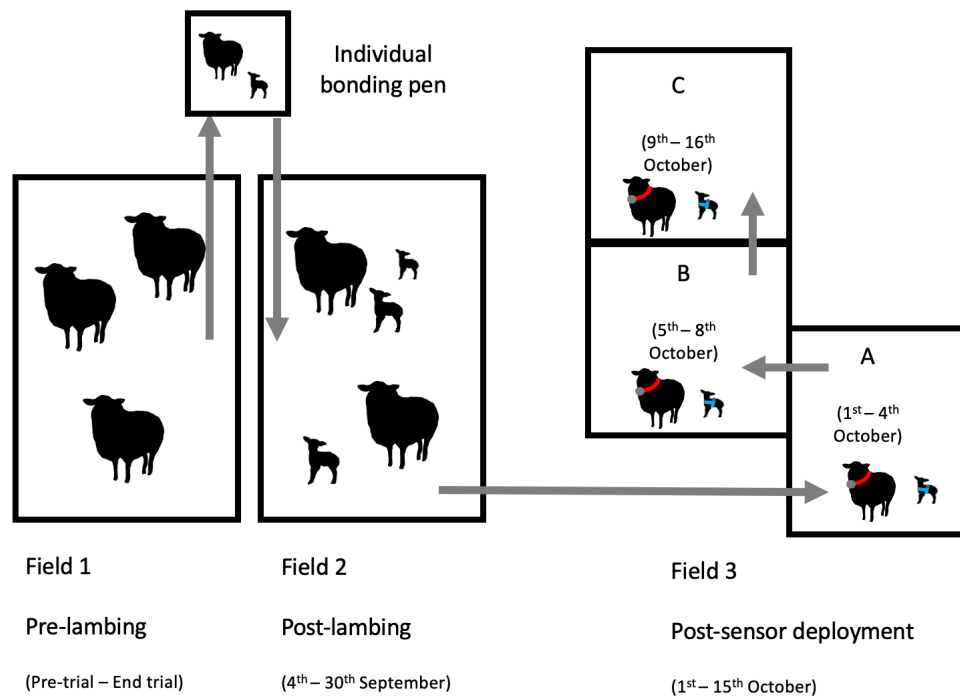 Individual
bonding pen
C
(9th – 16th
October)
B
(5th – 8th
October)
A
(1st – 4th
October)
Field 1
Pre-lambing
(Pre-trial – End trial)
Field 2
Post-lambing
(4th – 30th September)
Field 3
Post-sensor deployment
(1st – 15th October)